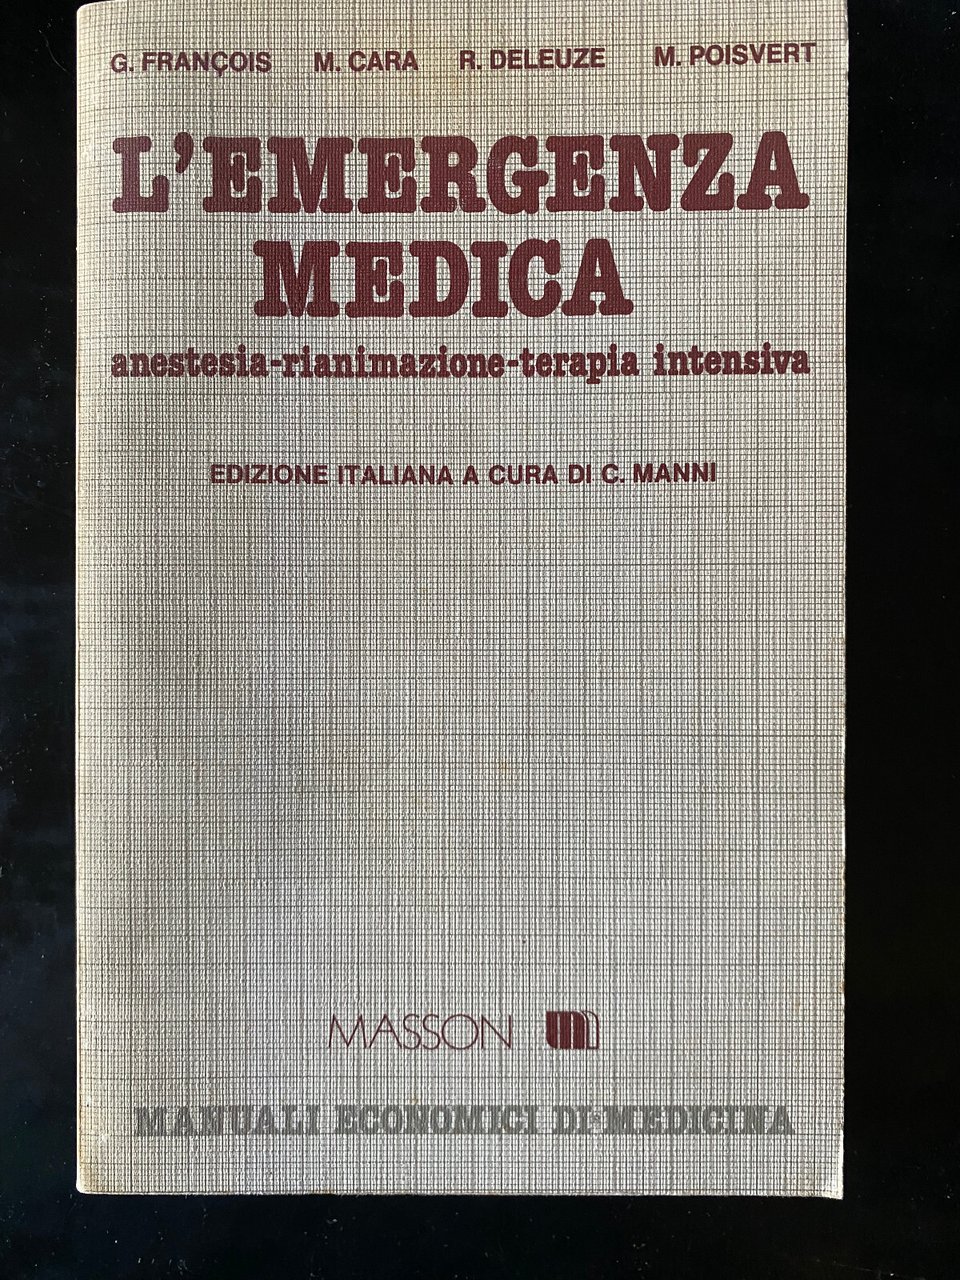 G. FRANÇOIS M. CARA R. DELEUZE M. POISVERT
L'EMERGENZA
MEDICA
anestesia-rianimazione-terapia intensiva
EDIZIONE ITALIANA A CURA DI C. MANNI
MASSON m
MANUALI ECONOMICI DI MEDICINA